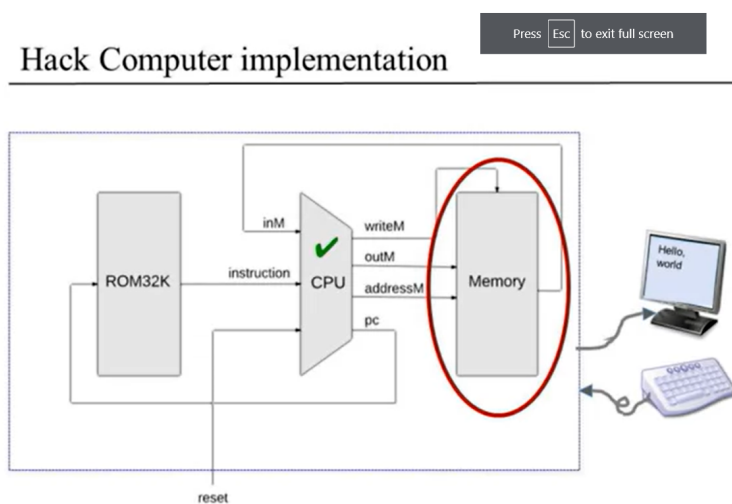 Press Esc to exit full screen
Hack Computer implementation
inM
writeM
outM
instruction
ROM32K
CPU
addressM
Memory
pc
reset
Hello,
world